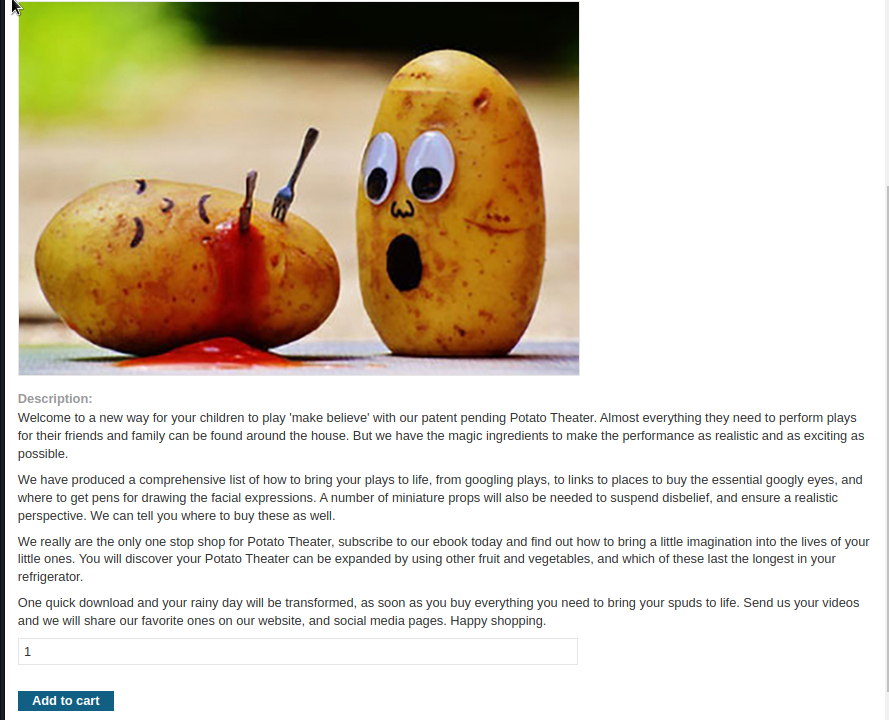 Description:
Welcome to a new way for your children to play 'make believe' with our patent pending Potato Theater. Almost everything they need to perform plays
for their friends and family can be found around the house. But we have the magic ingredients to make the performance as realistic and as exciting as
possible.
We have produced a comprehensive list of how to bring your plays to life, from googling plays, to links to places to buy the essential googly eyes, and
where to get pens for drawing the facial expressions. A number of miniature props will also be needed to suspend disbelief, and ensure a realistic
perspective. We can tell you where to buy these as well.
We really are the only one stop shop for Potato Theater, subscribe to our ebook today and find out how to bring a little imagination into the lives of your
little ones. You will discover your Potato Theater can be expanded by using other fruit and vegetables, and which of these last the longest in your
refrigerator.
One quick download and your rainy day will be transformed, as soon as you buy everything you need to bring your spuds to life. Send us your videos
and we will share our favorite ones on our website, and social media pages. Happy shopping.
1
Add to cart